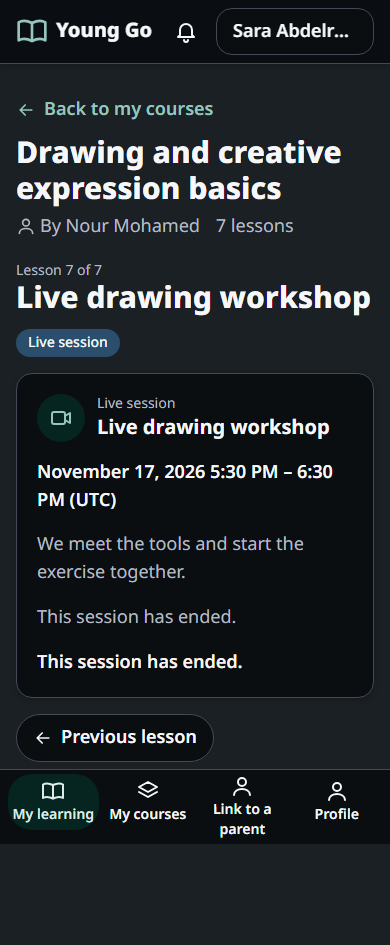 Young Go
Sara Abdelr...
Back to my courses
Drawing and creative
expression basics
By Nour Mohamed 7 lessons
Lesson 7 of 7
Live drawing workshop
Live session
Live session
Live drawing workshop
November 17, 2026 5:30 PM – 6:30
PM (UTC)
We meet the tools and start the
exercise together.
This session has ended.
This session has ended.
Previous lesson
My learning
My courses
Link to a
parent
Profile